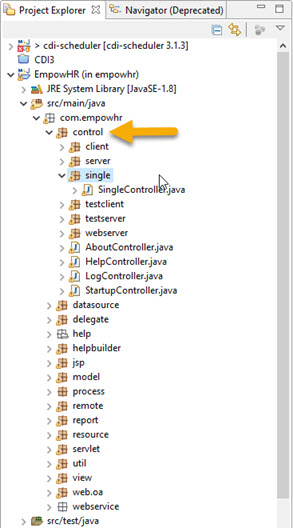 Project Explorer Navigator (Deprecated)
> cdi-scheduler [cdi-scheduler 3.1.3]
CDI3
EmpowHR (in empowhr)
JRE System Library [JavaSE-1.8]
src/main/java
com.empowhr
control
client
server
single
SingleController.java
testclient
testserver
webserver
AboutController.java
HelpController.java
LogController.java
StartupController.java
datasource
delegate
help
helpbuilder
jsp
model
process
remote
report
resource
servlet
util
view
web.oa
webservice
src/test/java